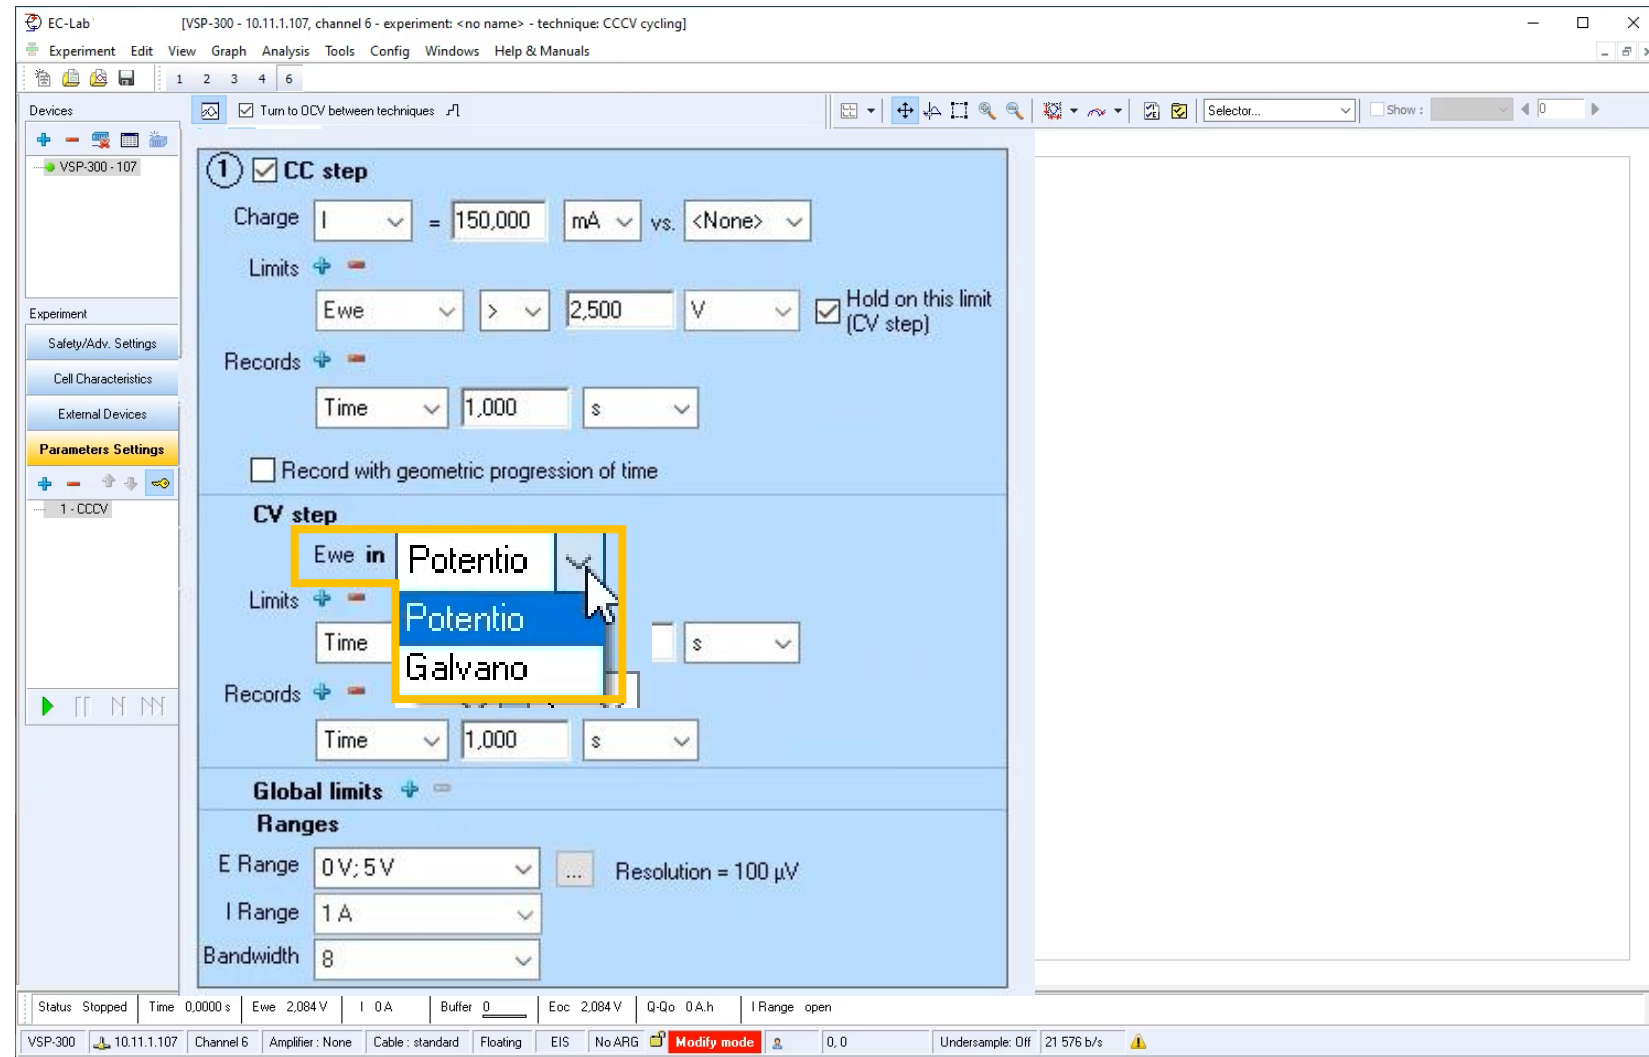 EC-Lab [VSP-300 - 10.11.1.107, channel 6 - experiment: <no name> - technique: CCCV cycling]
Experiment Edit View Graph Analysis Tools Config Windows Help & Manuals
1 2 3 4 6
Devices
Turn to OCV between techniques
Selector...
Show :
0
VSP-300 - 107
1 CC step
Charge I = 150,000 mA vs. <None>
Limits
Ewe > 2,500 V Hold on this limit
(CV step)
Records
Time 1,000 s
Record with geometric progression of time
Experiment
Safety/Adv. Settings
Cell Characteristics
External Devices
Parameters Settings
1 - CCCV
CV step
Ewe in Potentio
Potentio
Galvano
Limits
Time s
Records
Time 1,000 s
Global limits
Ranges
E Range 0 V; 5 V ... Resolution = 100 µV
I Range 1 A
Bandwidth 8
Status Stopped Time 0,0000 s Ewe 2,084 V I 0 A Buffer 0 Eoc 2,084 V Q-Qo 0 A.h I Range open
VSP-300 10.11.1.107 Channel 6 Amplifier : None Cable : standard Floating EIS No ARG Modify mode 0, 0 Undersample: Off 21 576 b/s